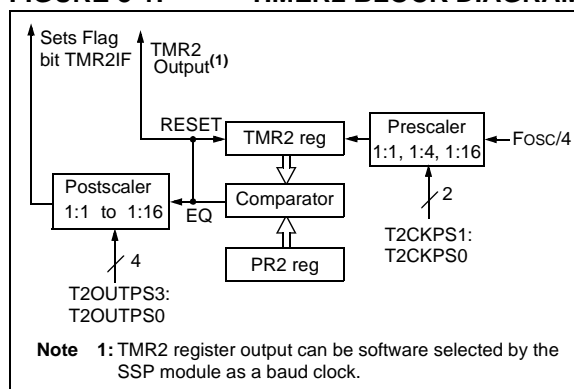 Sets Flag
bit TMR2IF
TMR2
Output(1)
RESET
TMR2 reg
Prescaler
1:1, 1:4, 1:16
FOSC/4
2
T2CKPS1:
T2CKPS0
Postscaler
1:1 to 1:16
EQ
Comparator
4
T2OUTPS3:
T2OUTPS0
PR2 reg
Note 1: TMR2 register output can be software selected by the
SSP module as a baud clock.